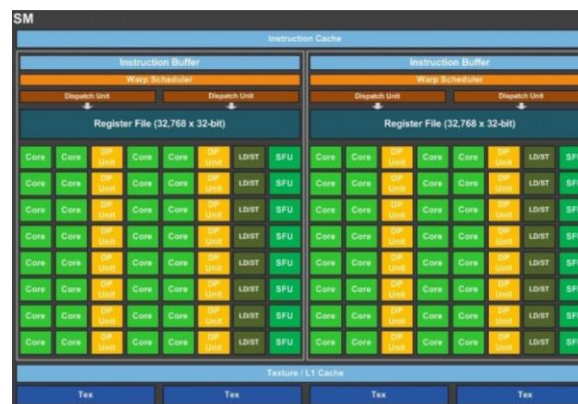 SM
Instruction Cache
Instruction Buffer Instruction Buffer
Warp Scheduler Warp Scheduler
Dispatch Unit Dispatch Unit Dispatch Unit Dispatch Unit
Register File (32,768 x 32-bit) Register File (32,768 x 32-bit)
Core Core DP Unit Core Core DP Unit LD/ST SFU Core Core DP Unit Core Core DP Unit LD/ST SFU
Core Core DP Unit Core Core DP Unit LD/ST SFU Core Core DP Unit Core Core DP Unit LD/ST SFU
Core Core DP Unit Core Core DP Unit LD/ST SFU Core Core DP Unit Core Core DP Unit LD/ST SFU
Core Core DP Unit Core Core DP Unit LD/ST SFU Core Core DP Unit Core Core DP Unit LD/ST SFU
Core Core DP Unit Core Core DP Unit LD/ST SFU Core Core DP Unit Core Core DP Unit LD/ST SFU
Core Core DP Unit Core Core DP Unit LD/ST SFU Core Core DP Unit Core Core DP Unit LD/ST SFU
Core Core DP Unit Core Core DP Unit LD/ST SFU Core Core DP Unit Core Core DP Unit LD/ST SFU
Core Core DP Unit Core Core DP Unit LD/ST SFU Core Core DP Unit Core Core DP Unit LD/ST SFU
Texture / L1 Cache
Tex Tex Tex Tex